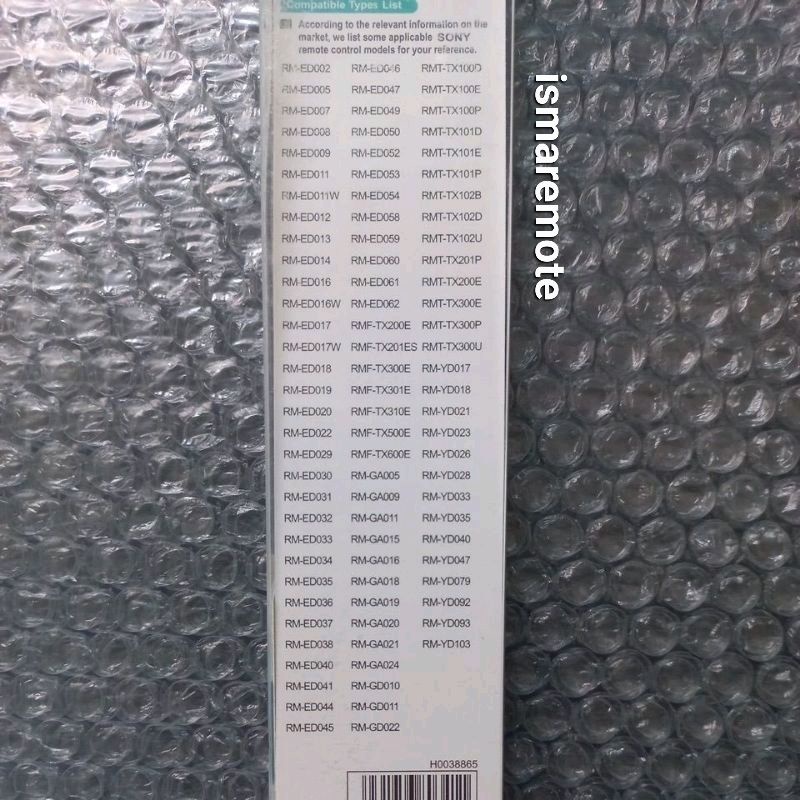 Compatible Types List
According to the relevant information on the
market, we list some applicable SONY
remote control models for your reference.
RM-ED002 RM-ED046 RMT-TX100D
RM-ED005 RM-ED047 RMT-TX100E
RM-ED007 RM-ED049 RMT-TX100P
RM-ED008 RM-ED050 RMT-TX101D
RM-ED009 RM-ED052 RMT-TX101E
RM-ED011 RM-ED053 RMT-TX101P
RM-ED011W RM-ED054 RMT-TX102B
RM-ED012 RM-ED058 RMT-TX102D
RM-ED013 RM-ED059 RMT-TX102U
RM-ED014 RM-ED060 RMT-TX201P
RM-ED016 RM-ED061 RMT-TX200E
RM-ED016W RM-ED062 RMT-TX300E
RM-ED017 RMF-TX200E RMT-TX300P
RM-ED017W RMF-TX201ES RMT-TX300U
RM-ED018 RMF-TX300E RM-YD017
RM-ED019 RMF-TX301E RM-YD018
RM-ED020 RMF-TX310E RM-YD021
RM-ED022 RMF-TX500E RM-YD023
RM-ED029 RMF-TX600E RM-YD026
RM-ED030 RM-GA005 RM-YD028
RM-ED031 RM-GA009 RM-YD033
RM-ED032 RM-GA011 RM-YD035
RM-ED033 RM-GA015 RM-YD040
RM-ED034 RM-GA016 RM-YD047
RM-ED035 RM-GA018 RM-YD079
RM-ED036 RM-GA019 RM-YD092
RM-ED037 RM-GA020 RM-YD093
RM-ED038 RM-GA021 RM-YD103
RM-ED040 RM-GA024
RM-ED041 RM-GD010
RM-ED044 RM-GD011
RM-ED045 RM-GD022
H0038865
ismaremote